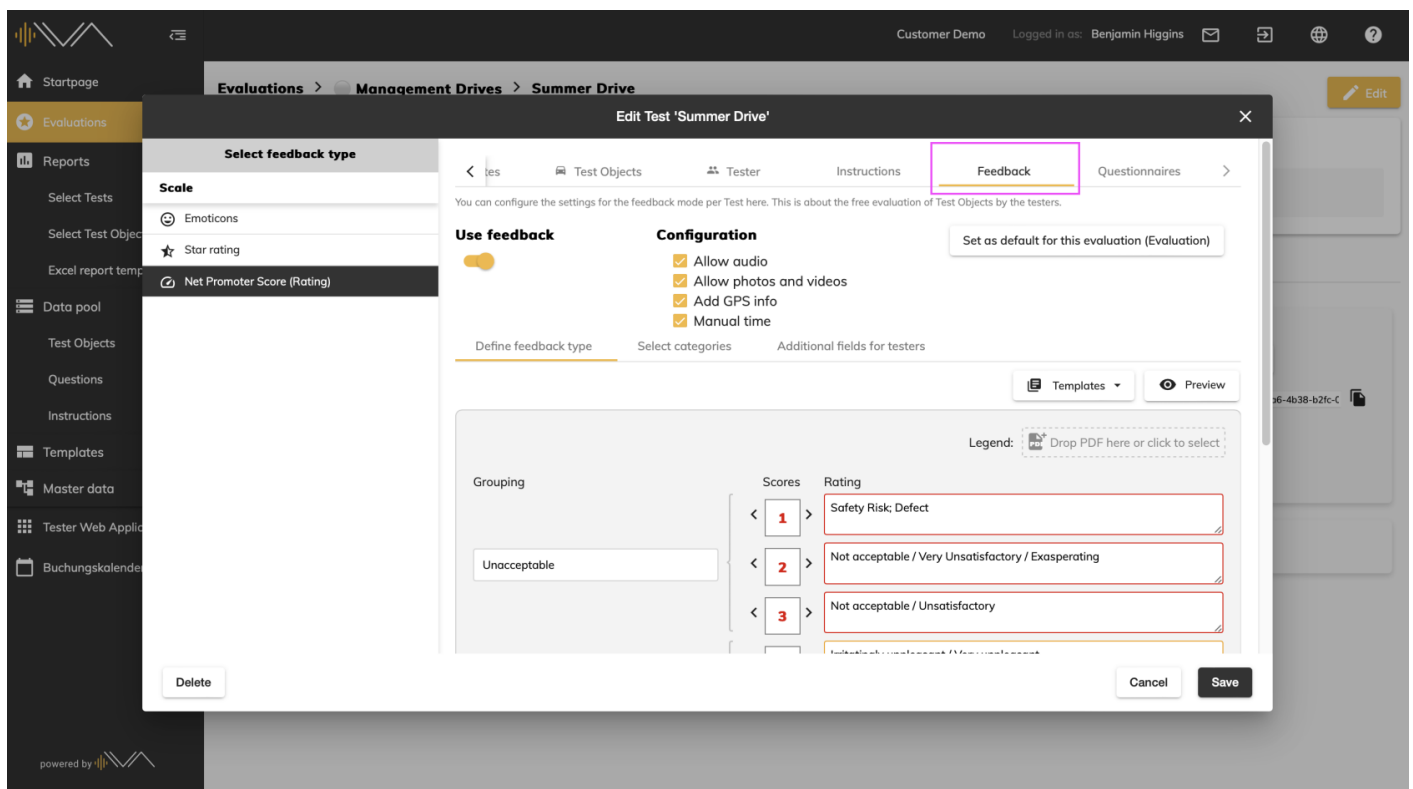 Customer Demo Logged in as: Benjamin Higgins
Startpage
Evaluations
Reports
Select Tests
Select Test Objec
Excel report temp
Data pool
Test Objects
Questions
Instructions
Templates
Master data
Tester Web Applic
Buchungskalende
powered by
Evaluations > Management Drives > Summer Drive
Edit
Edit Test 'Summer Drive'
Select feedback type
Scale
Emoticons
Star rating
Net Promoter Score (Rating)
tes Test Objects Tester Instructions Feedback Questionnaires
You can configure the settings for the feedback mode per Test here. This is about the free evaluation of Test Objects by the testers.
Use feedback Configuration Set as default for this evaluation (Evaluation)
Allow audio
Allow photos and videos
Add GPS info
Manual time
Define feedback type Select categories Additional fields for testers
Templates Preview
Legend: PDF Drop PDF here or click to select
Grouping Scores Rating
1 Safety Risk; Defect
Unacceptable 2 Not acceptable / Very Unsatisfactory / Exasperating
3 Not acceptable / Unsatisfactory
Delete Cancel Save